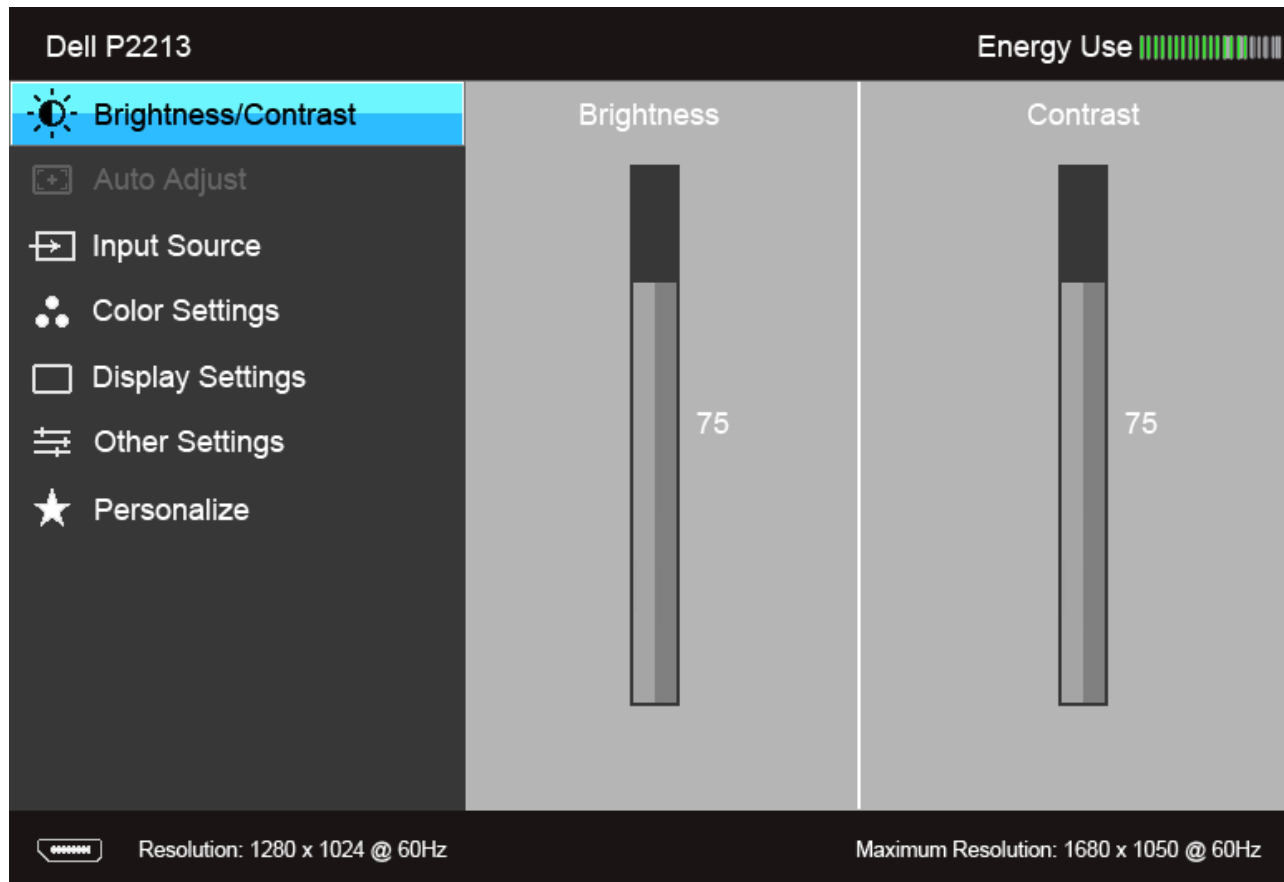 Dell P2213
Energy Use
Brightness/Contrast
Auto Adjust
Input Source
Color Settings
Display Settings
Other Settings
Personalize
Brightness
75
Contrast
75
Resolution: 1280 x 1024 @ 60Hz
Maximum Resolution: 1680 x 1050 @ 60Hz